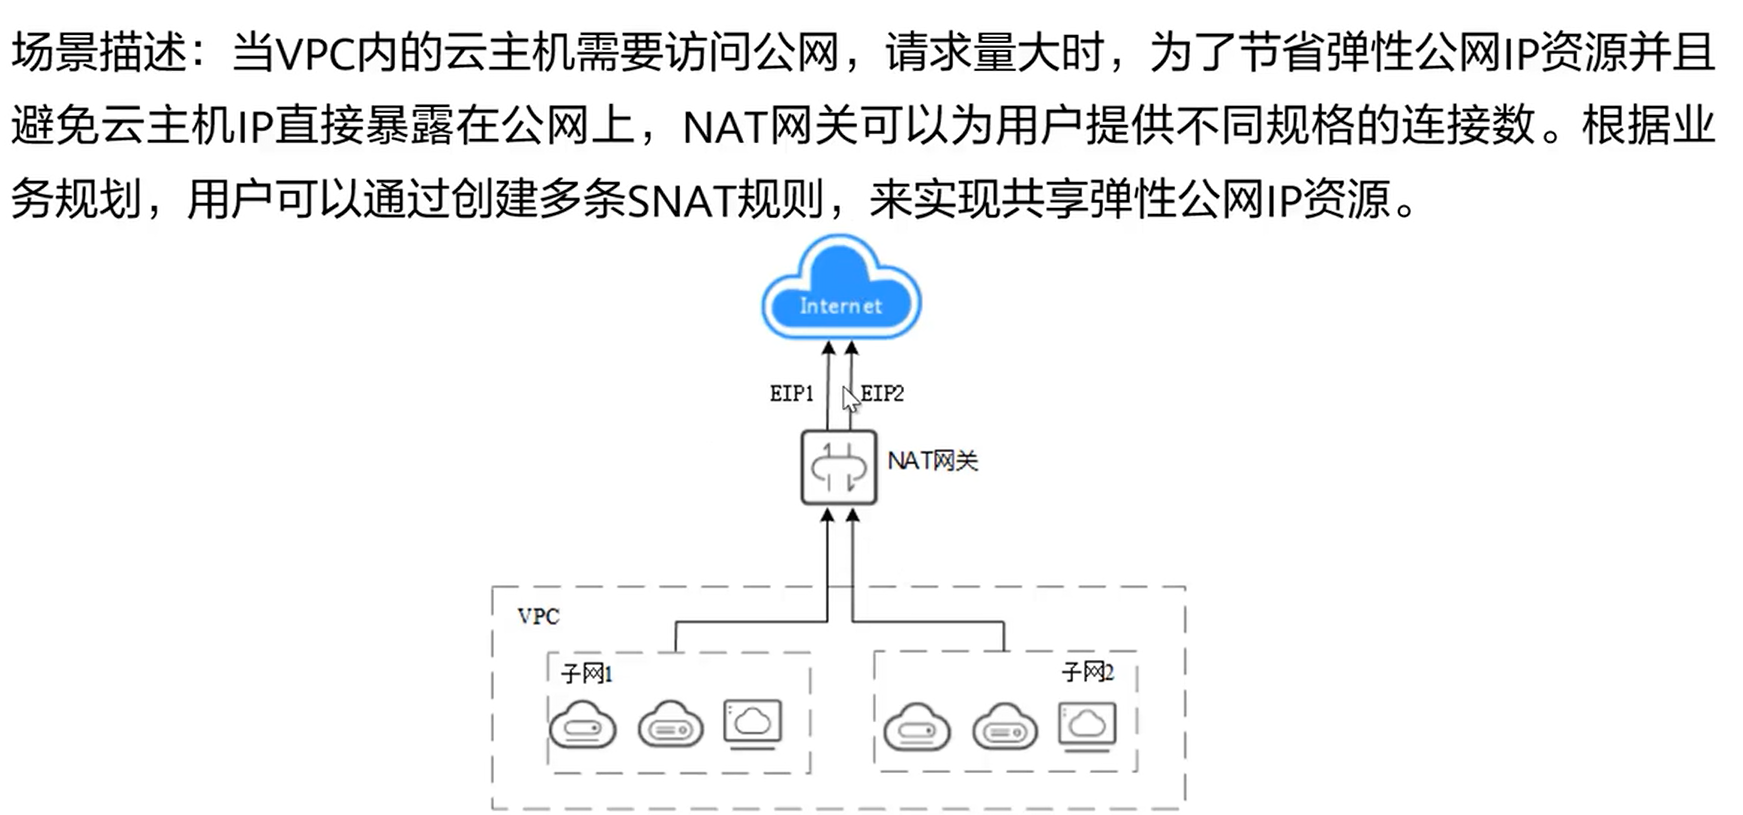 场景描述：当VPC内的云主机需要访问公网，请求量大时，为了节省弹性公网IP资源并且
避免云主机IP直接暴露在公网上，NAT网关可以为用户提供不同规格的连接数。根据业
务规划，用户可以通过创建多条SNAT规则，来实现共享弹性公网IP资源。
Internet
EIP1
EIP2
NAT网关
VPC
子网1
子网2